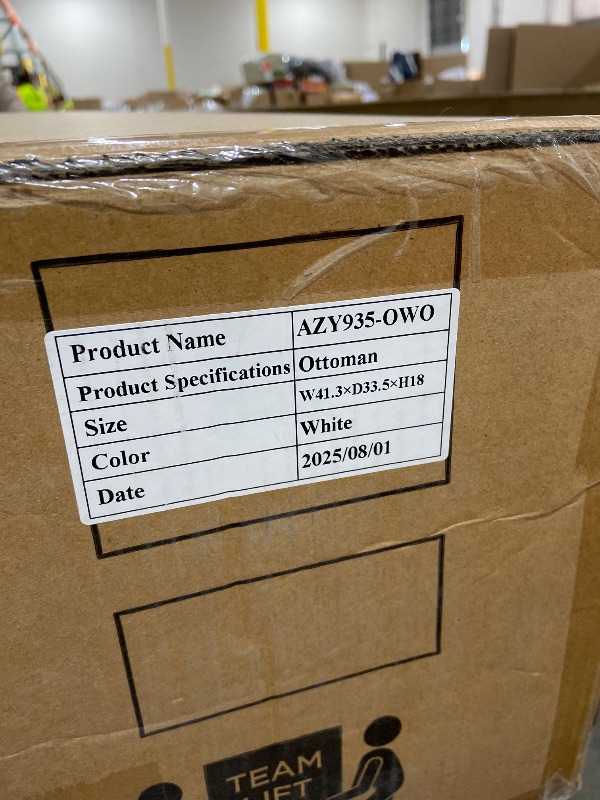 Product Name AZY935-OWO
Product Specifications Ottoman
Size W41.3×D33.5×H18
Color White
Date 2025/08/01
TEAM
LIFT